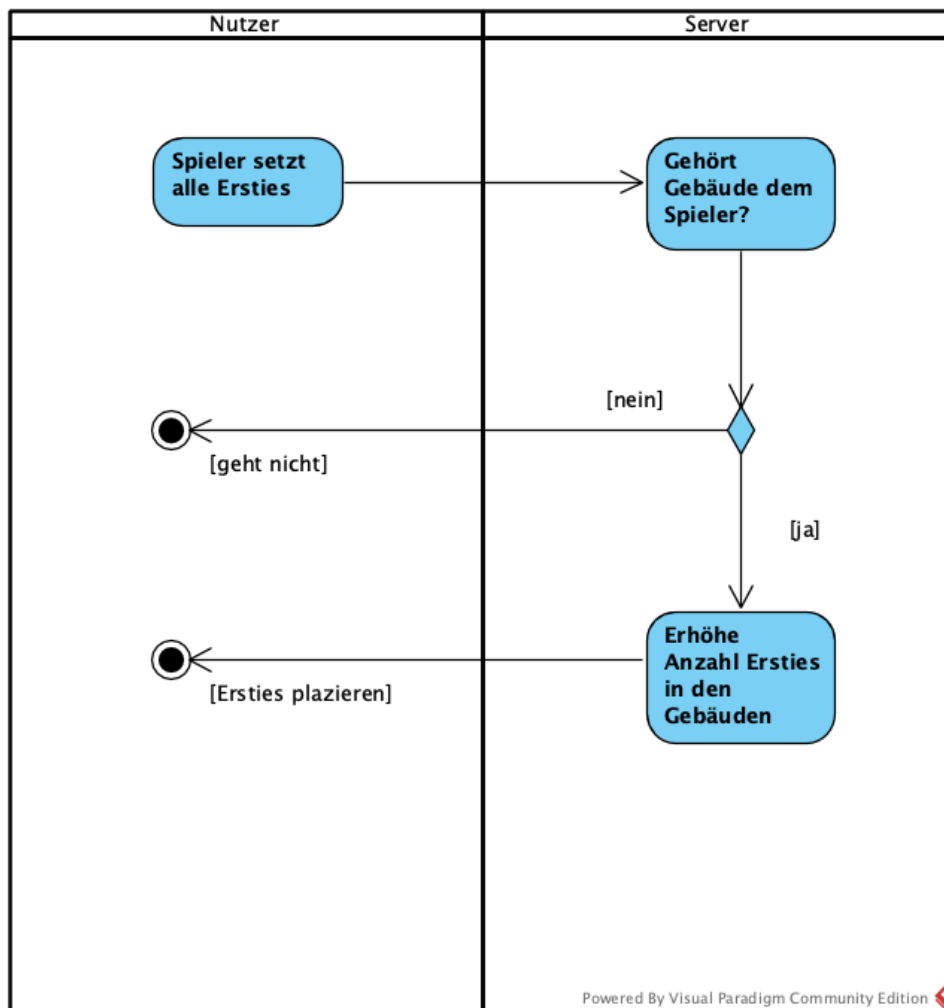 Nutzer
Server
Spieler setzt
alle Ersties
Gehört
Gebäude dem
Spieler?
[nein]
[geht nicht]
[ja]
Erhöhe
Anzahl Ersties
in den
Gebäuden
[Ersties plazieren]
Powered By Visual Paradigm Community Edition